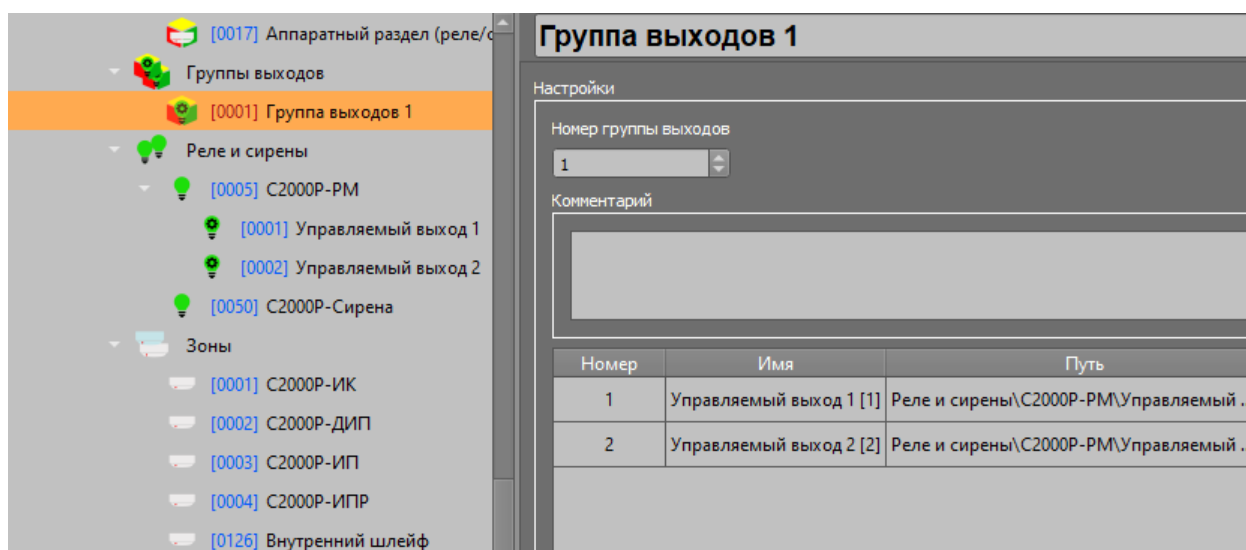 [0017] Аппаратный раздел (реле/с
Группы выходов
[0001] Группа выходов 1
Реле и сирены
[0005] С2000Р-РМ
[0001] Управляемый выход 1
[0002] Управляемый выход 2
[0050] С2000Р-Сирена
Зоны
[0001] С2000Р-ИК
[0002] С2000Р-ДИП
[0003] С2000Р-ИП
[0004] С2000Р-ИПР
[0126] Внутренний шлейф
Группа выходов 1
Настройки
Номер группы выходов
1
Комментарий
Номер Имя Путь
1 Управляемый выход 1 [1] Реле и сирены\С2000Р-РМ\Управляемый ..
2 Управляемый выход 2 [2] Реле и сирены\С2000Р-РМ\Управляемый ..